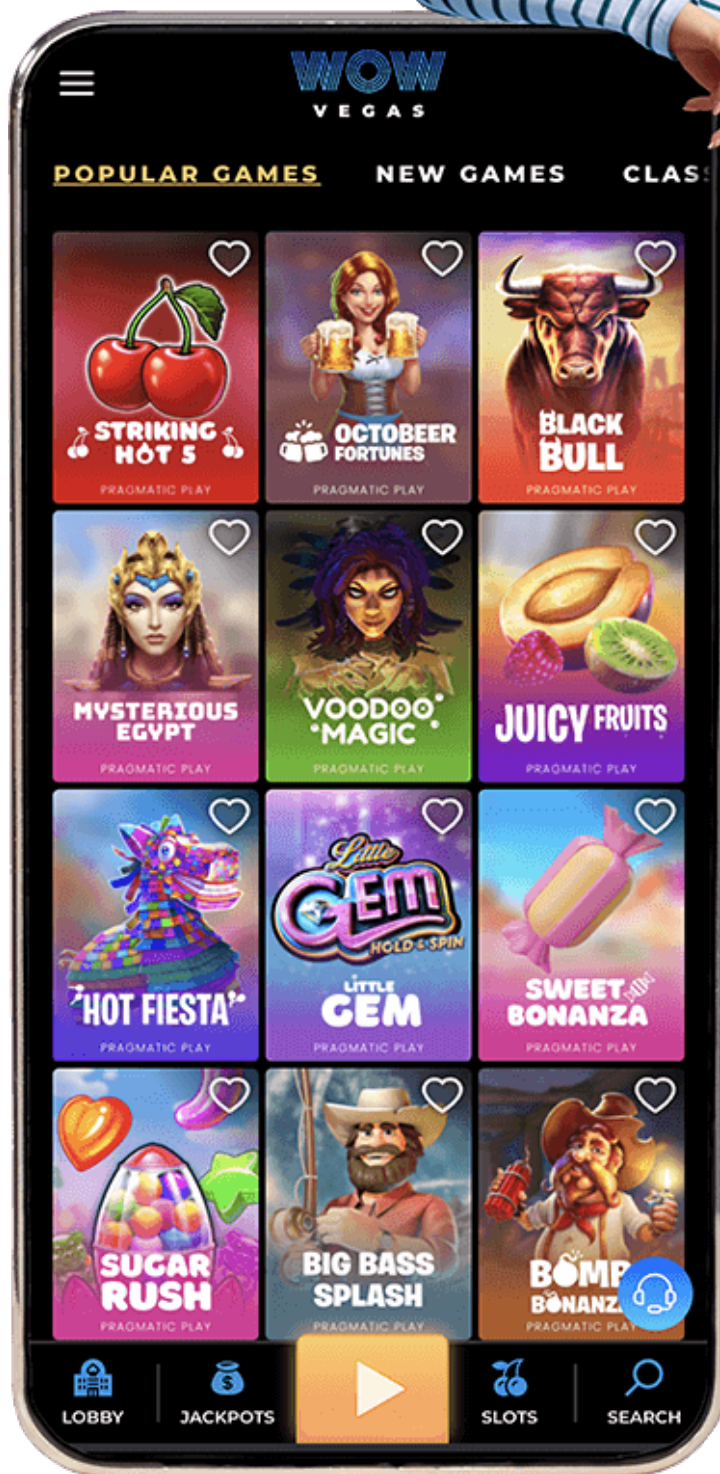 WOW
VEGAS
POPULAR GAMES
NEW GAMES
CLAS
STRIKING
HOT 5
PRAGMATIC PLAY
OCTOBEER
FORTUNES
PRAGMATIC PLAY
BLACK
BULL
PRAGMATIC PLAY
MYSTERIOUS
EGYPT
PRAGMATIC PLAY
VOODOO
MAGIC
PRAGMATIC PLAY
JUICY FRUITS
PRAGMATIC PLAY
HOT FIESTA
PRAGMATIC PLAY
Little
GEM
HOLD & SPIN
LITTLE
GEM
PRAGMATIC PLAY
SWEET
BONANZA
PRAGMATIC PLAY
SUGAR
RUSH
PRAGMATIC PLAY
BIG BASS
SPLASH
PRAGMATIC PLAY
BOMB
BONANZ
PRAGMATIC PLAY
LOBBY
JACKPOTS
SLOTS
SEARCH